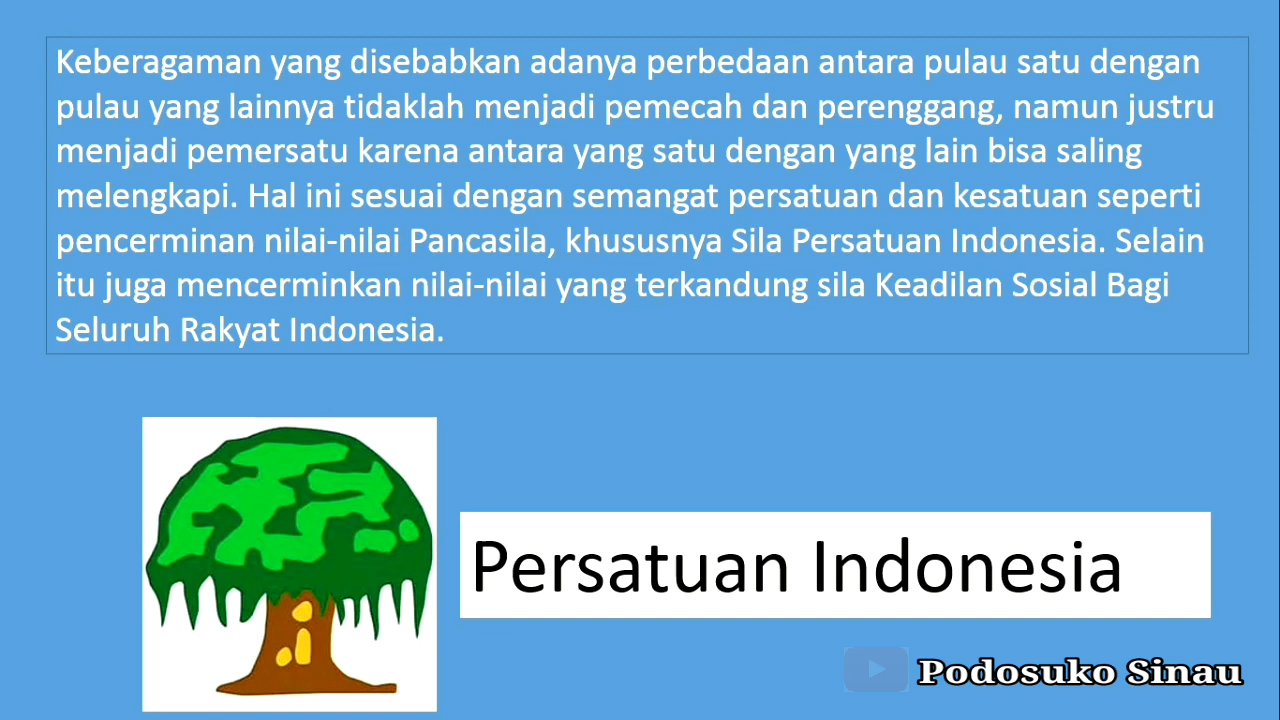 Keberagaman yang disebabkan adanya perbedaan antara pulau satu dengan
pulau yang lainnya tidaklah menjadi pemecah dan perenggang, namun justru
menjadi pemersatu karena antara yang satu dengan yang lain bisa saling
melengkapi. Hal ini sesuai dengan semangat persatuan dan kesatuan seperti
pencerminan nilai-nilai Pancasila, khususnya Sila Persatuan Indonesia. Selain
itu juga mencerminkan nilai-nilai yang terkandung sila Keadilan Sosial Bagi
Seluruh Rakyat Indonesia.
Persatuan Indonesia
Podosuko Sinau